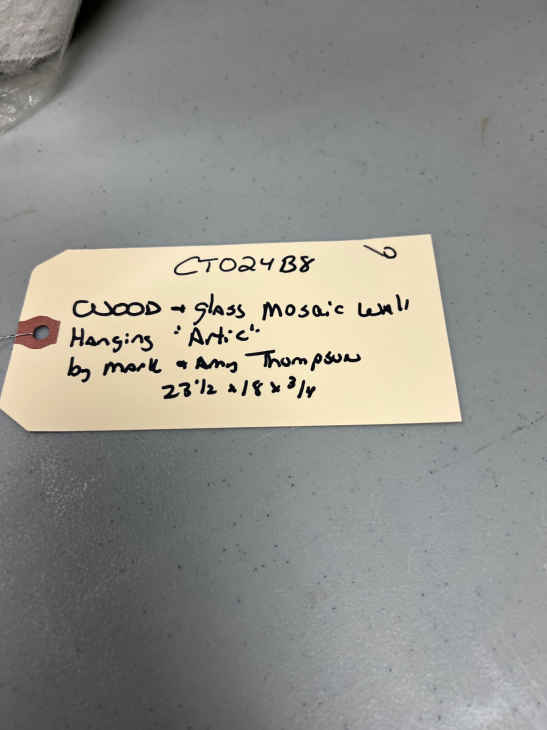 CT024B8 6
WOOD + glass Mosaic Wall
Hanging "Artic"
by Mark + Amy Thompson
23 1/2 x 18 x 3/4